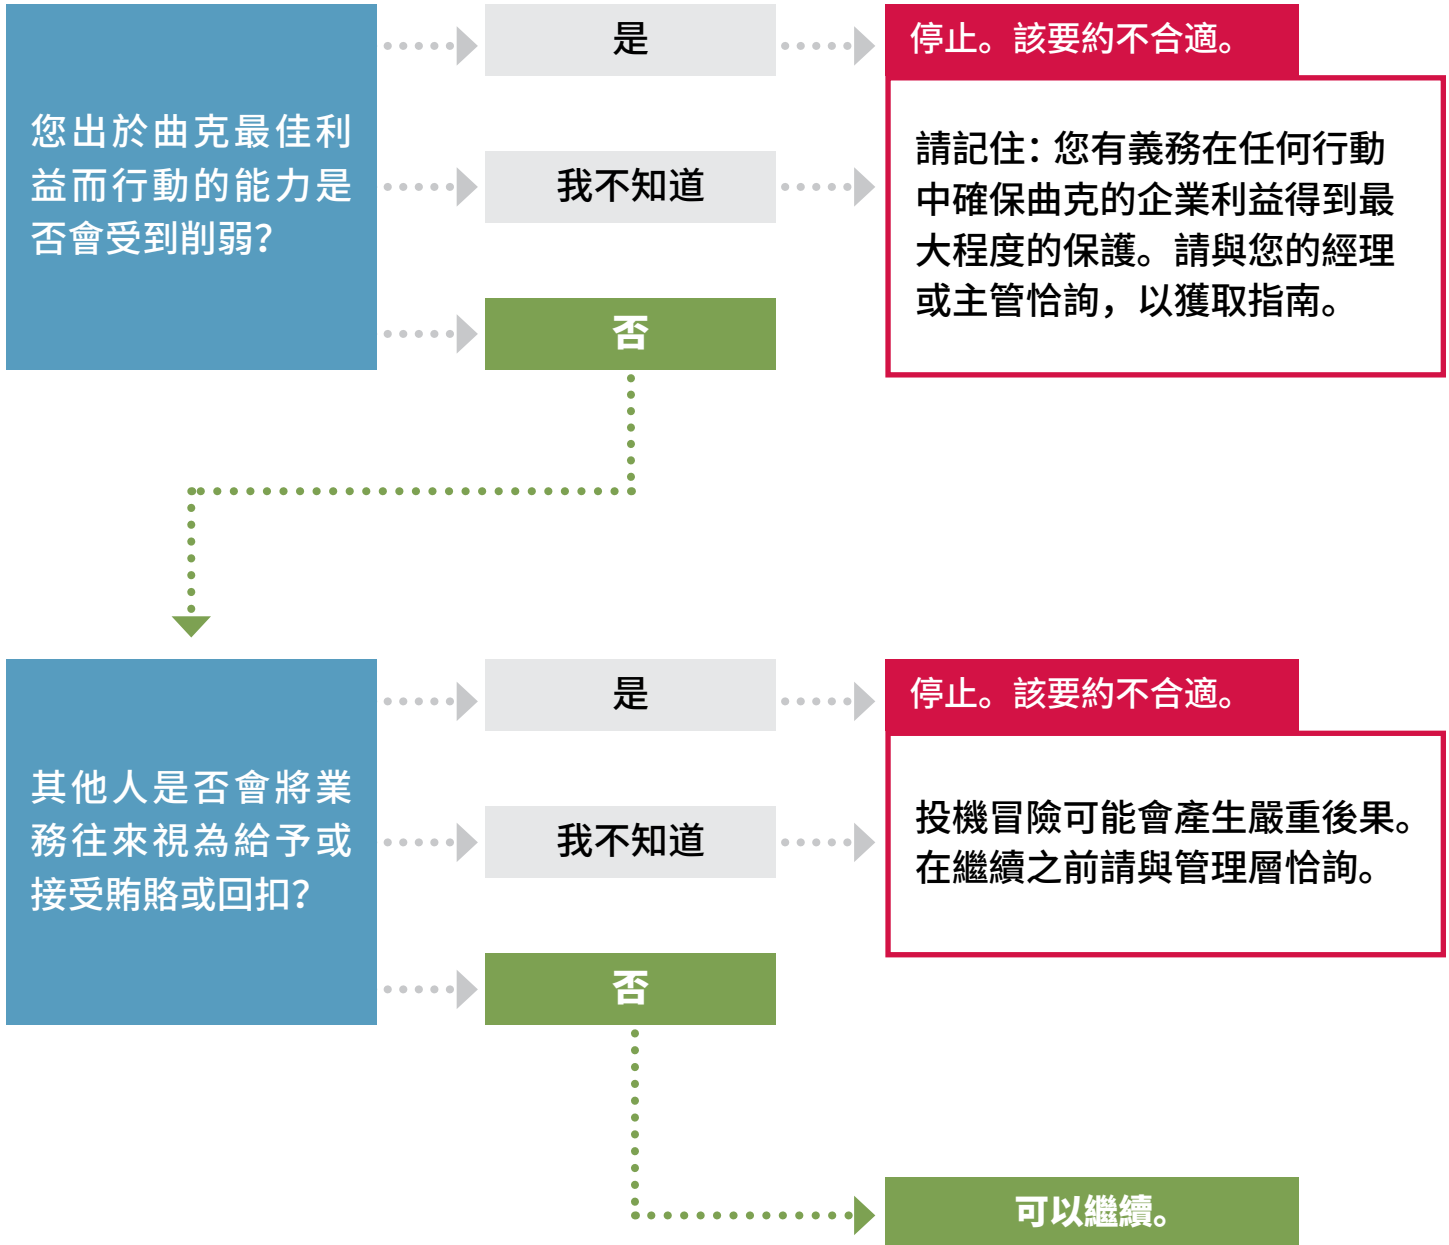 您出於曲克最佳利
益而行動的能力是
否會受到削弱?
是
停止。該要約不合適。
我不知道
請記住：您有義務在任何行動
中確保曲克的企業利益得到最
大程度的保護。請與您的經理
或主管恰詢，以獲取指南。
否
其他人是否會將業
務往來視為給予或
接受賄賂或回扣?
是
停止。該要約不合適。
我不知道
投機冒險可能會產生嚴重後果。
在繼續之前請與管理層恰詢。
否
可以繼續。